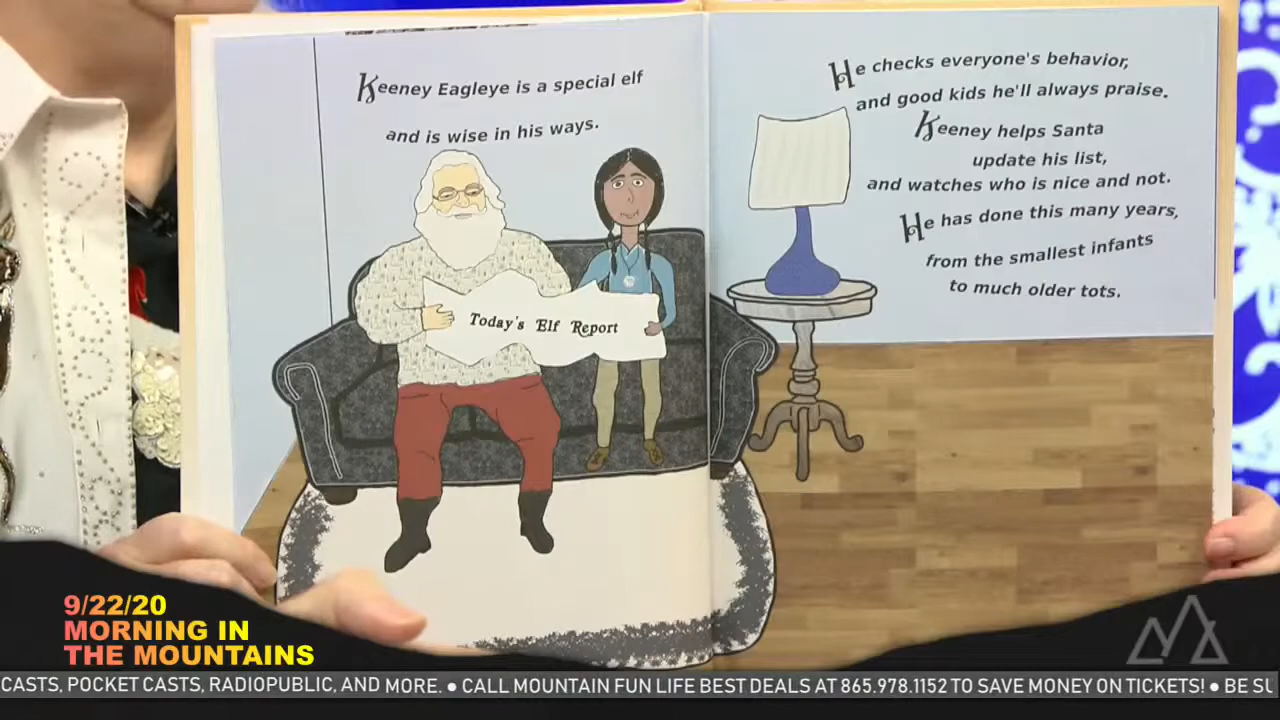 Keeney Eagleye is a special elf
and is wise in his ways.
Today's Elf Report
He checks everyone's behavior,
and good kids he'll always praise.
Keeney helps Santa
update his list,
and watches who is nice and not.
He has done this many years,
from the smallest infants
to much older tots.
9/22/20
MORNING IN
THE MOUNTAINS
CASTS, POCKET CASTS, RADIOPUBLIC, AND MORE. ● CALL MOUNTAIN FUN LIFE BEST DEALS AT 865.978.1152 TO SAVE MONEY ON TICKETS! ● BE